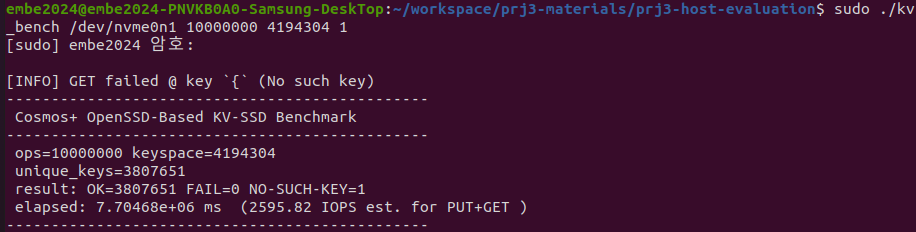 embe2024@embe2024-PNVKB0A0-Samsung-DeskTop:~/workspace/prj3-materials/prj3-host-evaluation$ sudo ./kv
_bench /dev/nvme0n1 10000000 4194304 1
[sudo] embe2024 암호:
[INFO] GET failed @ key `{` (No such key)
-----------------------------------------------
Cosmos+ OpenSSD-Based KV-SSD Benchmark
-----------------------------------------------
ops=10000000 keyspace=4194304
unique_keys=3807651
result: OK=3807651 FAIL=0 NO-SUCH-KEY=1
elapsed: 7.70468e+06 ms  (2595.82 IOPS est. for PUT+GET )
-----------------------------------------------